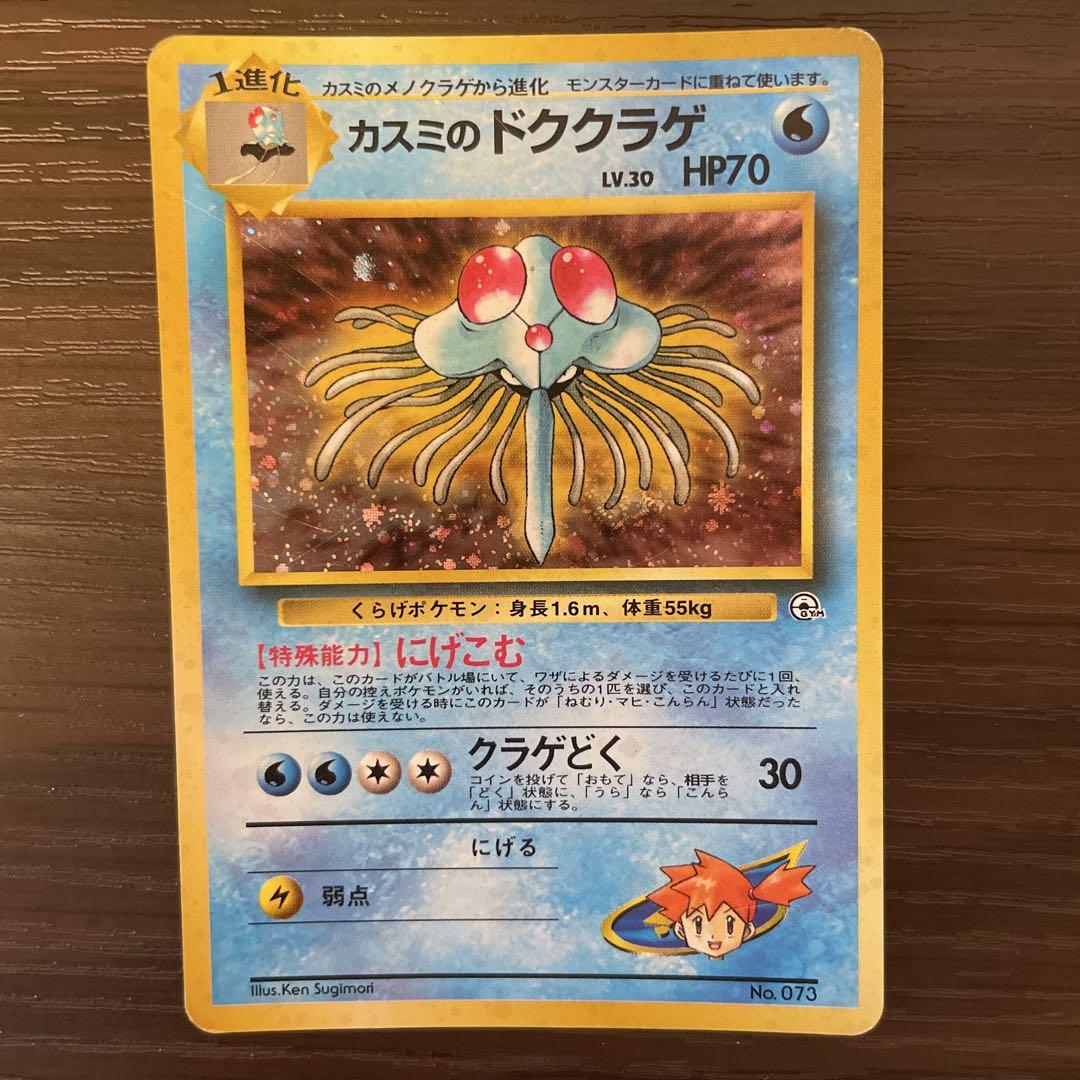 1進化
カスミのメノクラゲから進化 モンスターカードに重ねて使います。
カスミのドククラゲ
LV.30 HP70
くらげポケモン：身長1.6m、体重55kg
GYM
【特殊能力】にげこむ
この力は、このカードがバトル場にいて、ワザによるダメージを受けるたびに1回、
使える。自分の控えポケモンがいれば、そのうちの1匹を選び、このカードと入れ
替える。ダメージを受ける時にこのカードが「ねむり・マヒ・こんらん」状態だった
なら、この力は使えない。
クラゲどく
コインを投げて「おもて」なら、相手を
「どく」状態に、「うら」なら「こんら
ん」状態にする。
30
にげる
弱点
Illus.Ken Sugimori
No. 073